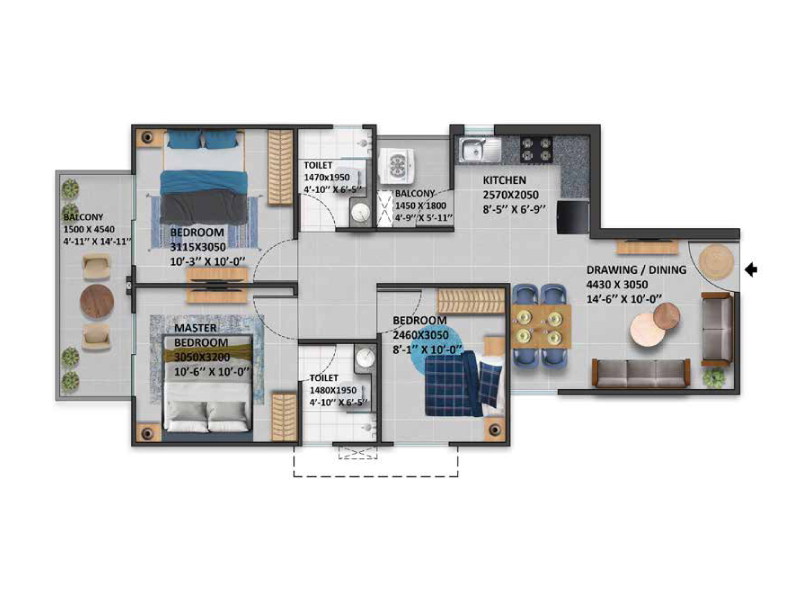 BALCONY
1500 X 4540
4'-11'' X 14'-11''
BEDROOM
3115X3050
10'-3'' X 10'-0''
TOILET
1470x1950
4'-10'' X 6'-5''
BALCONY
1450 X 1800
4'-9'' X 5'-11''
KITCHEN
2570X2050
8'-5'' X 6'-9''
DRAWING / DINING
4430 X 3050
14'-6'' X 10'-0''
MASTER
BEDROOM
3050X3200
10'-6'' X 10'-0''
TOILET
1480X1950
4'-10'' X 6'-5''
BEDROOM
2460X3050
8'-1'' X 10'-0''